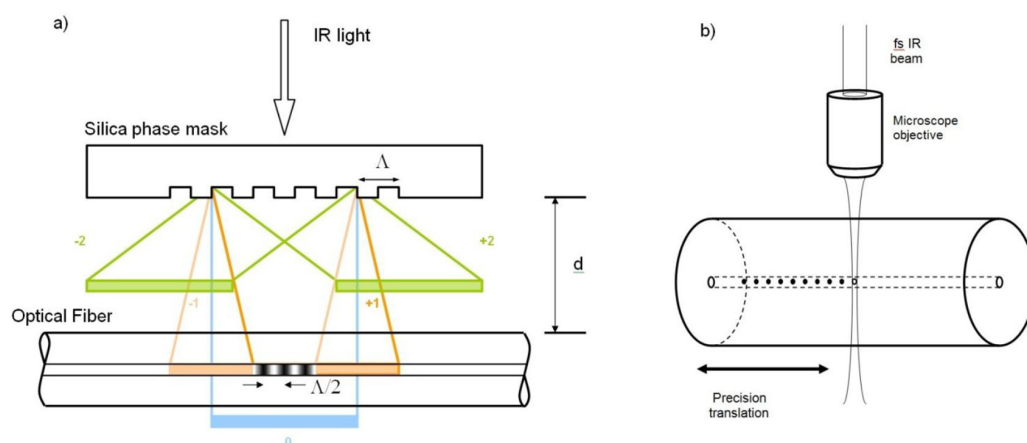 a)
IR light
Silica phase mask
Λ
-2
+2
d
-1
+1
Optical Fiber
Λ/2
0
b)
fs IR
beam
Microscope
objective
Precision
translation